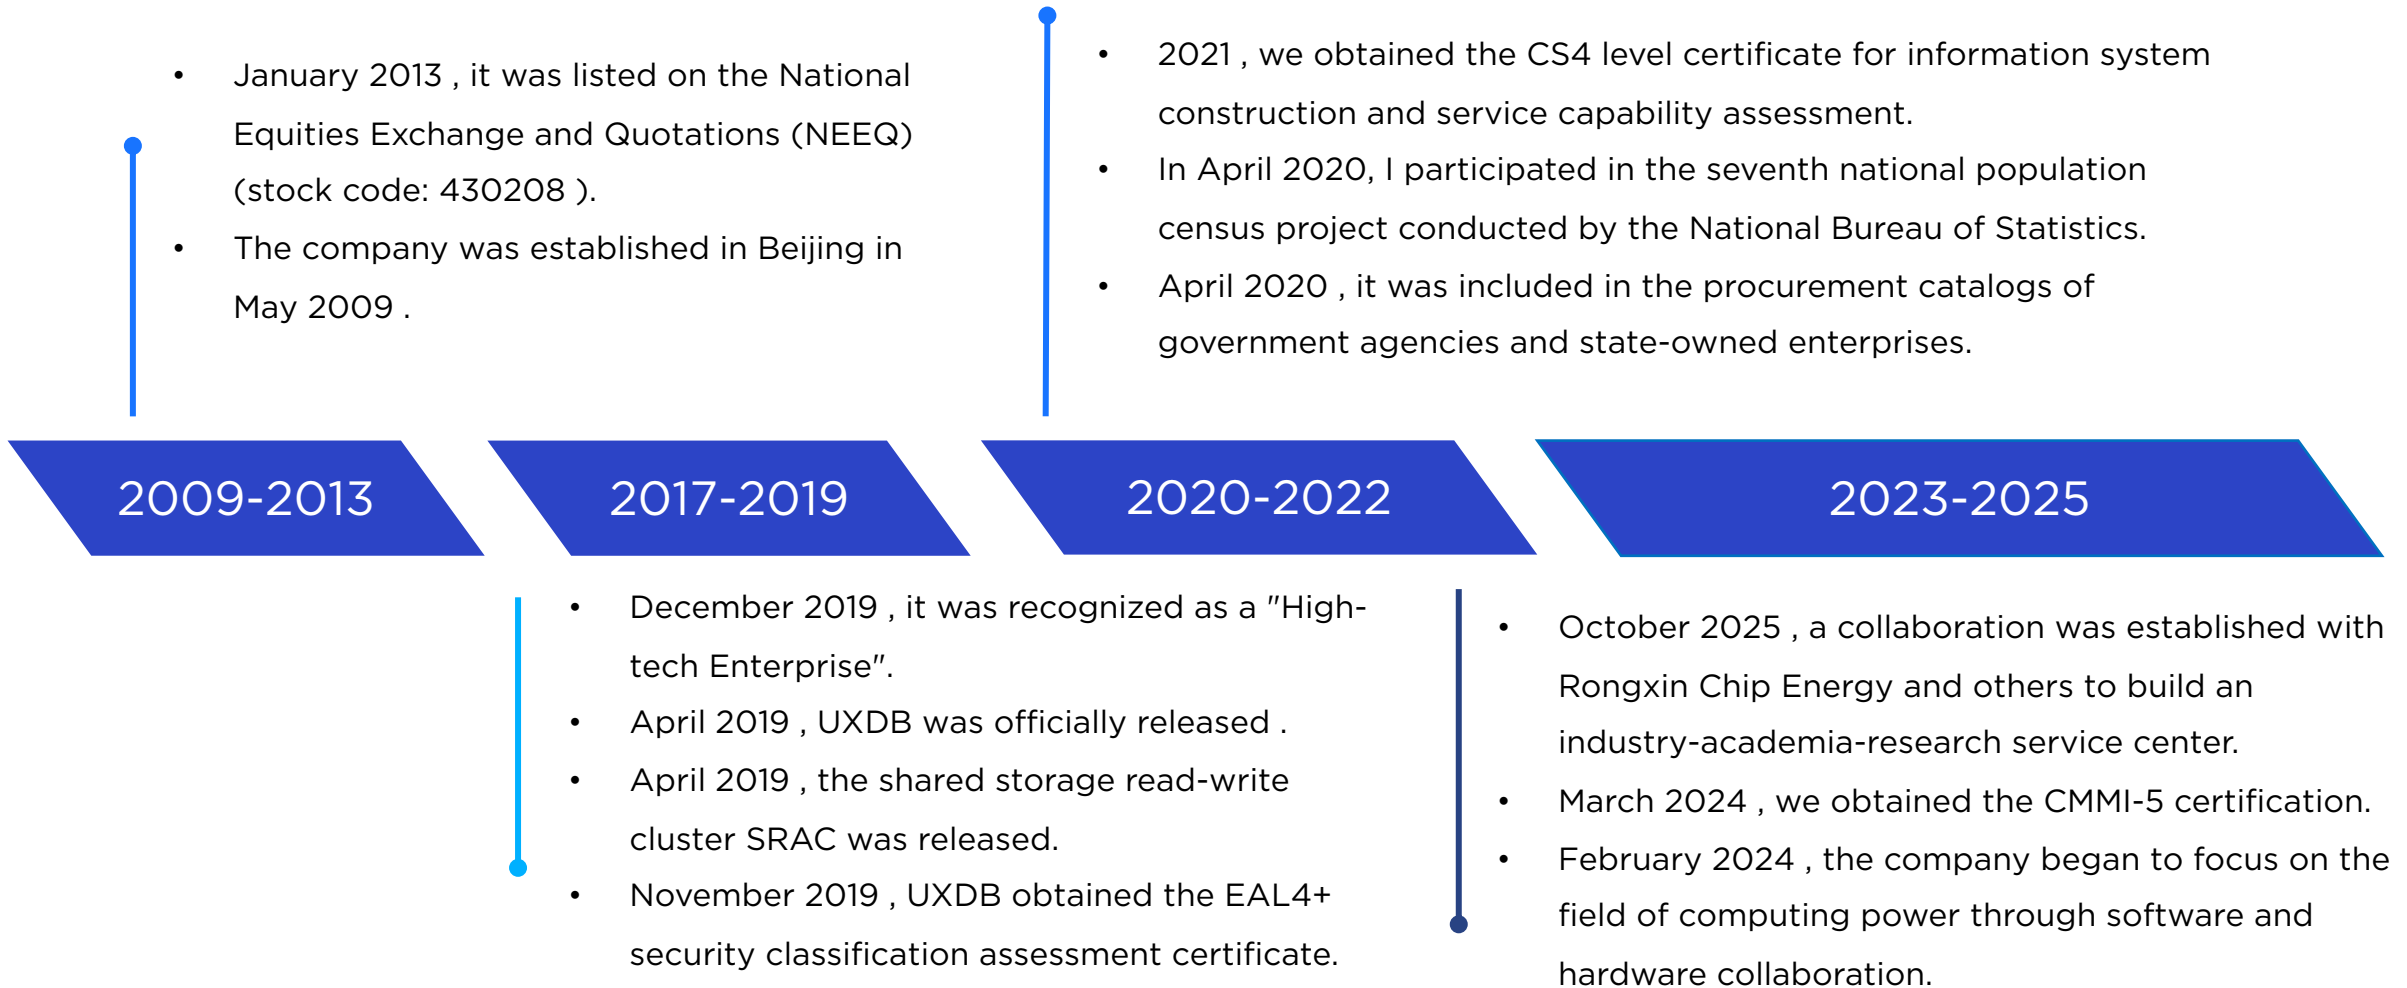 • January 2013 , it was listed on the National
Equities Exchange and Quotations (NEEQ)
(stock code: 430208 ).
• The company was established in Beijing in
May 2009 .
• 2021 , we obtained the CS4 level certificate for information system
construction and service capability assessment.
• In April 2020, I participated in the seventh national population
census project conducted by the National Bureau of Statistics.
• April 2020 , it was included in the procurement catalogs of
government agencies and state-owned enterprises.
2009-2013
2017-2019
2020-2022
2023-2025
• December 2019 , it was recognized as a "High-
tech Enterprise".
• April 2019 , UXDB was officially released .
• April 2019 , the shared storage read-write
cluster SRAC was released.
• November 2019 , UXDB obtained the EAL4+
security classification assessment certificate.
• October 2025 , a collaboration was established with
Rongxin Chip Energy and others to build an
industry-academia-research service center.
• March 2024 , we obtained the CMMI-5 certification.
• February 2024 , the company began to focus on the
field of computing power through software and
hardware collaboration.